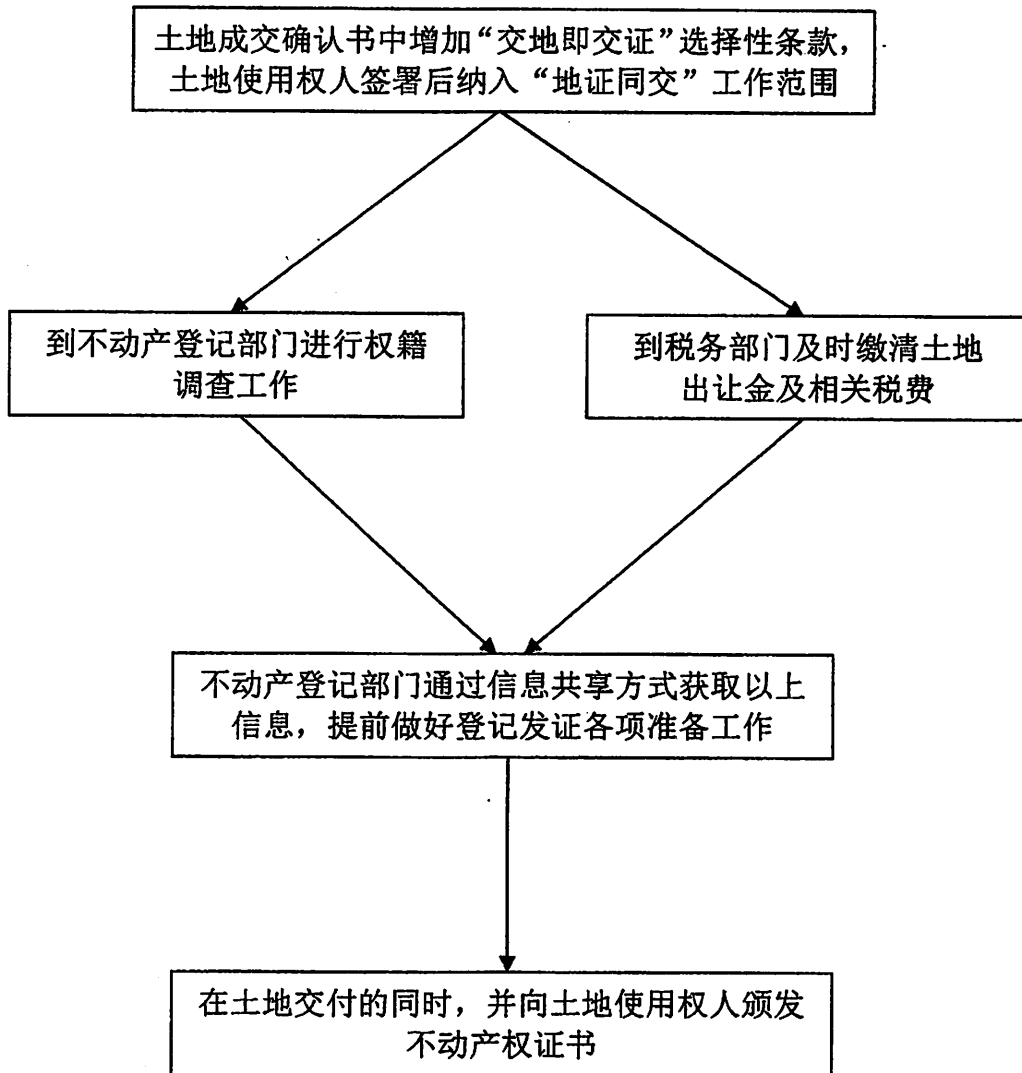 土地成交确认书中增加“交地即交证”选择性条款，
土地使用权人签署后纳入“地证同交”工作范围
到不动产登记部门进行权籍
调查工作
到税务部门及时缴清土地
出让金及相关税费
不动产登记部门通过信息共享方式获取以上
信息，提前做好登记发证各项准备工作
在土地交付的同时，并向土地使用权人颁发
不动产权证书